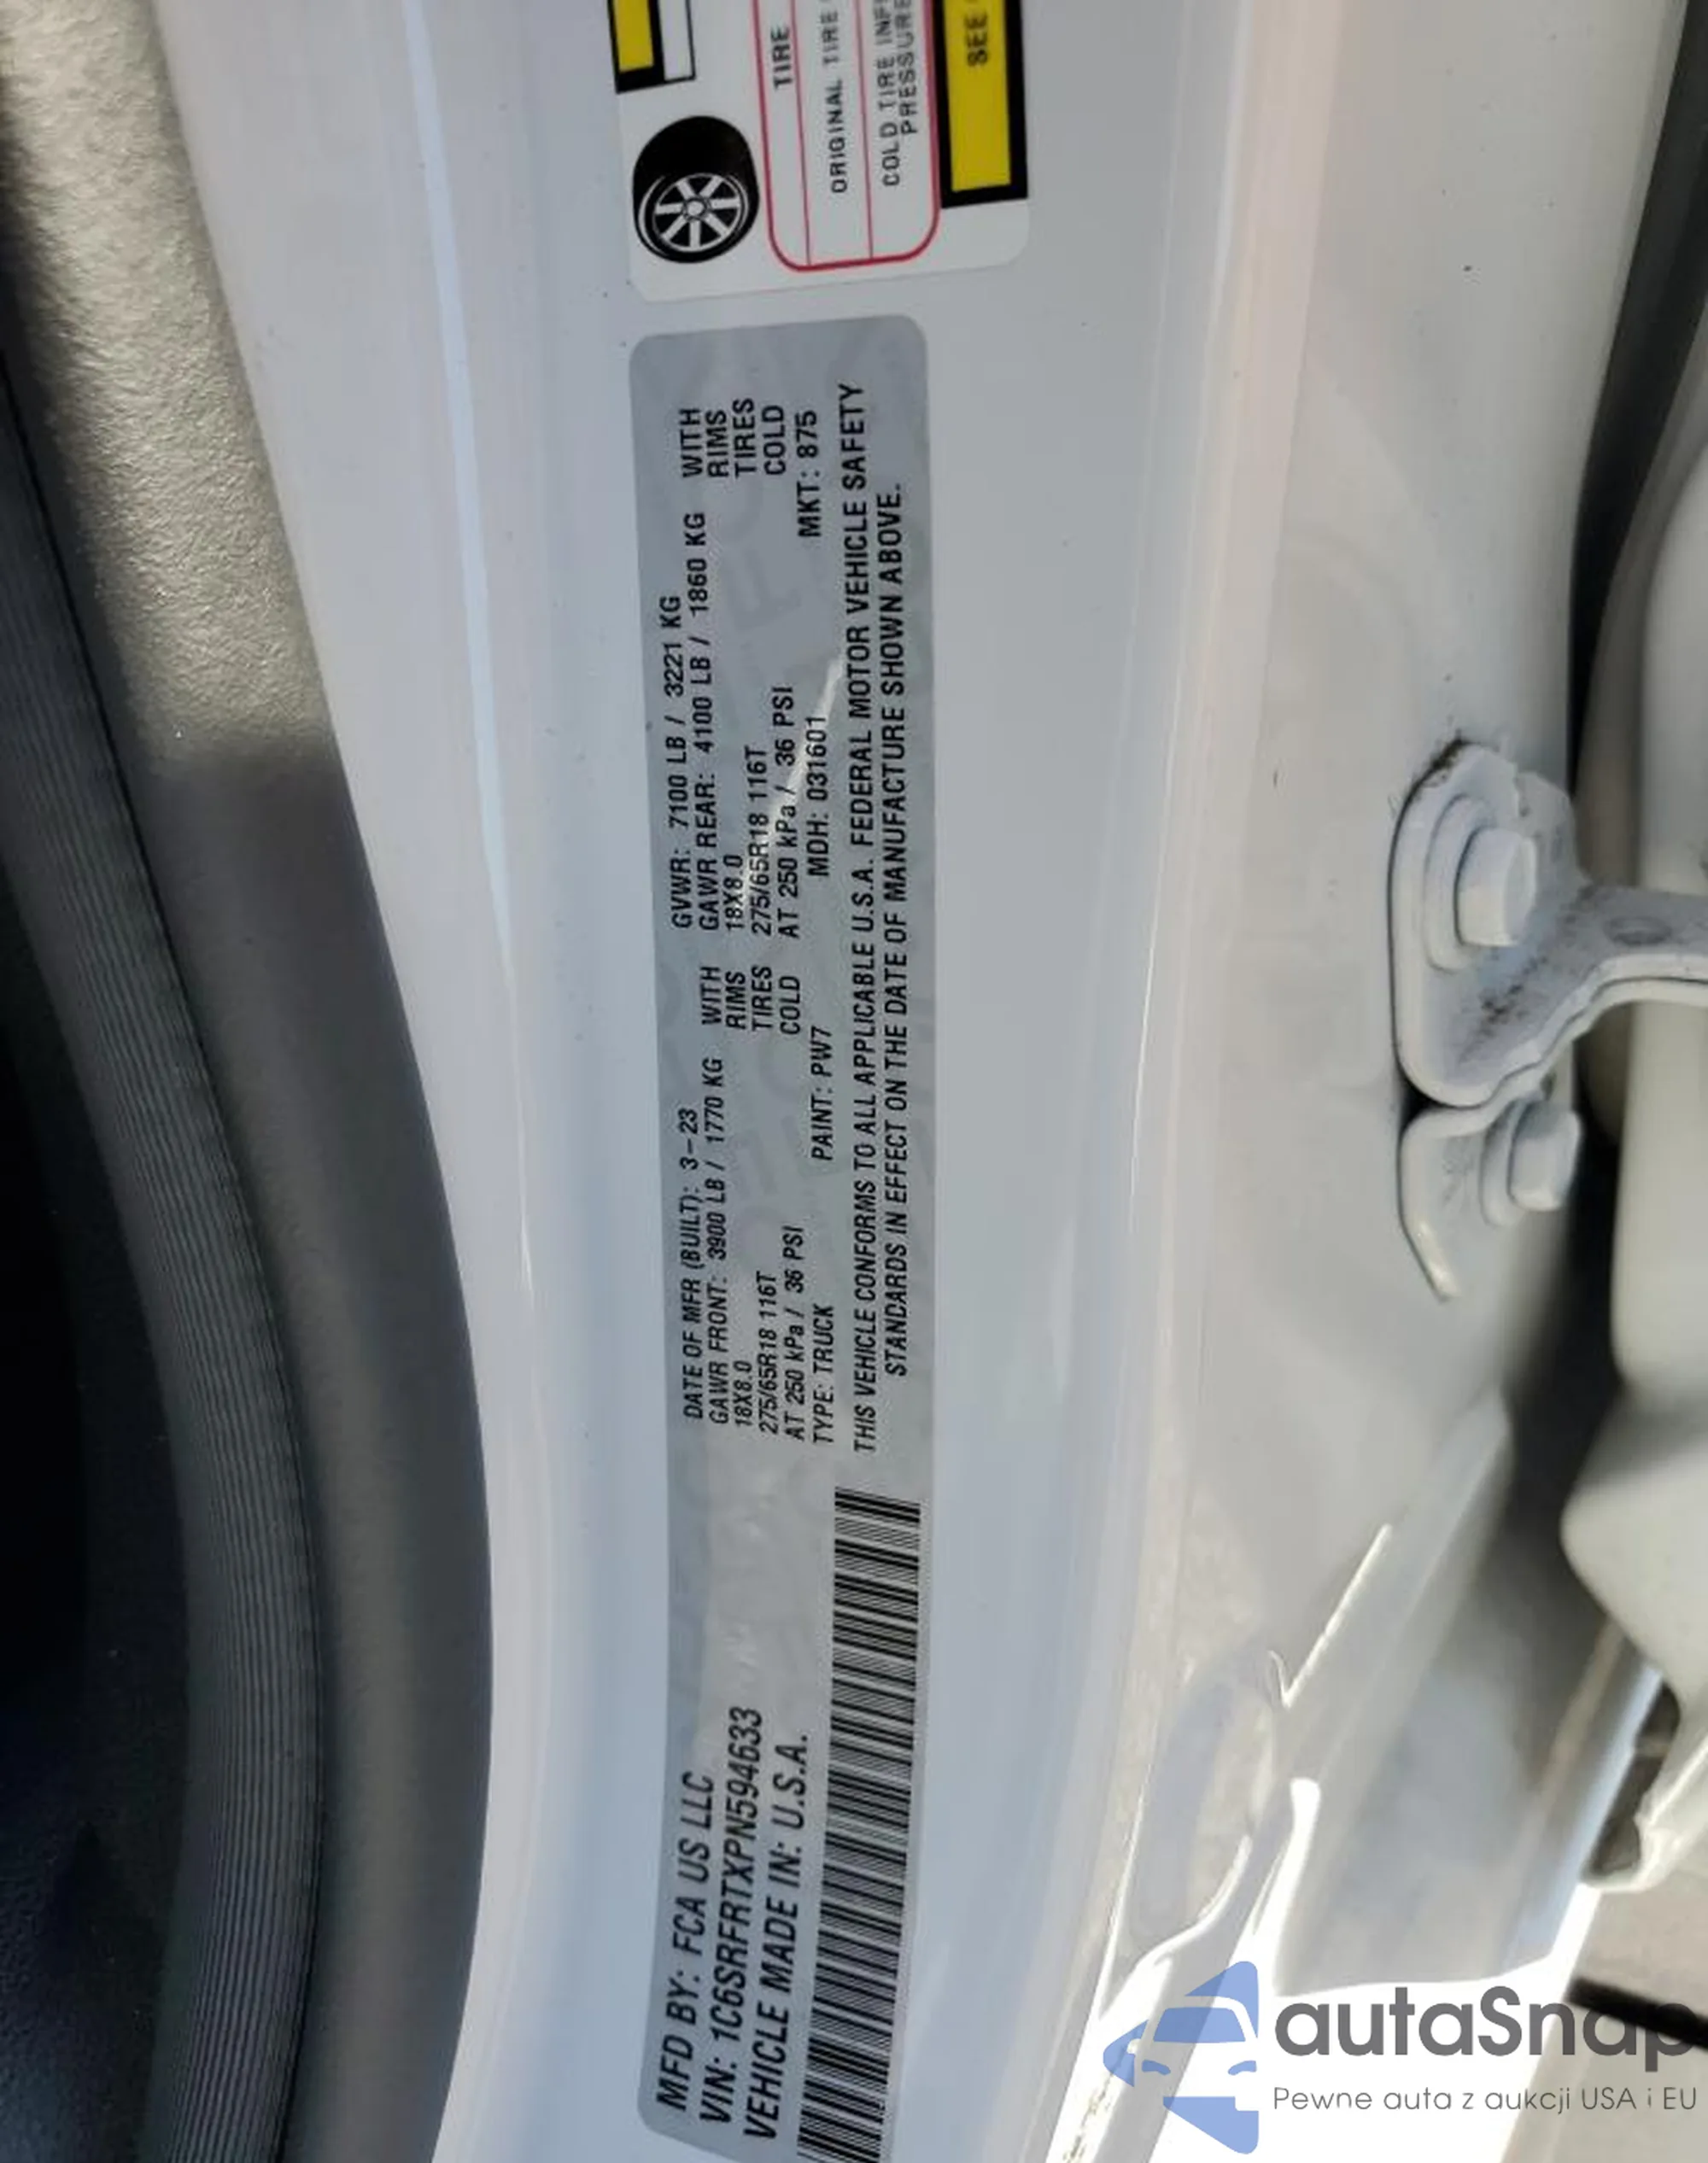 MFD BY: FCA US LLC
VIN: 1C6SRFRTXPN594633
VEHICLE MADE IN: U.S.A.
DATE OF MFR (BUILT): 3-23 GVWR: 7100 LB / 3221 KG
GAWR FRONT: 3900 LB / 1770 KG WITH GAWR REAR: 4100 LB / 1860 KG WITH
18X8.0 RIMS 18X8.0 RIMS
275/65R18 116T TIRES 275/65R18 116T TIRES
AT 250 kPa / 36 PSI COLD AT 250 kPa / 36 PSI COLD
TYPE: TRUCK PAINT: PW7 MDH: 031601 MKT: 875
THIS VEHICLE CONFORMS TO ALL APPLICABLE U.S.A. FEDERAL MOTOR VEHICLE SAFETY
STANDARDS IN EFFECT ON THE DATE OF MANUFACTURE SHOWN ABOVE.
TIRE
ORIGINAL TIRE
COLD TIRE
PRESSURE
SEE
autaSnap
Pewne auta z aukcji USA i EU